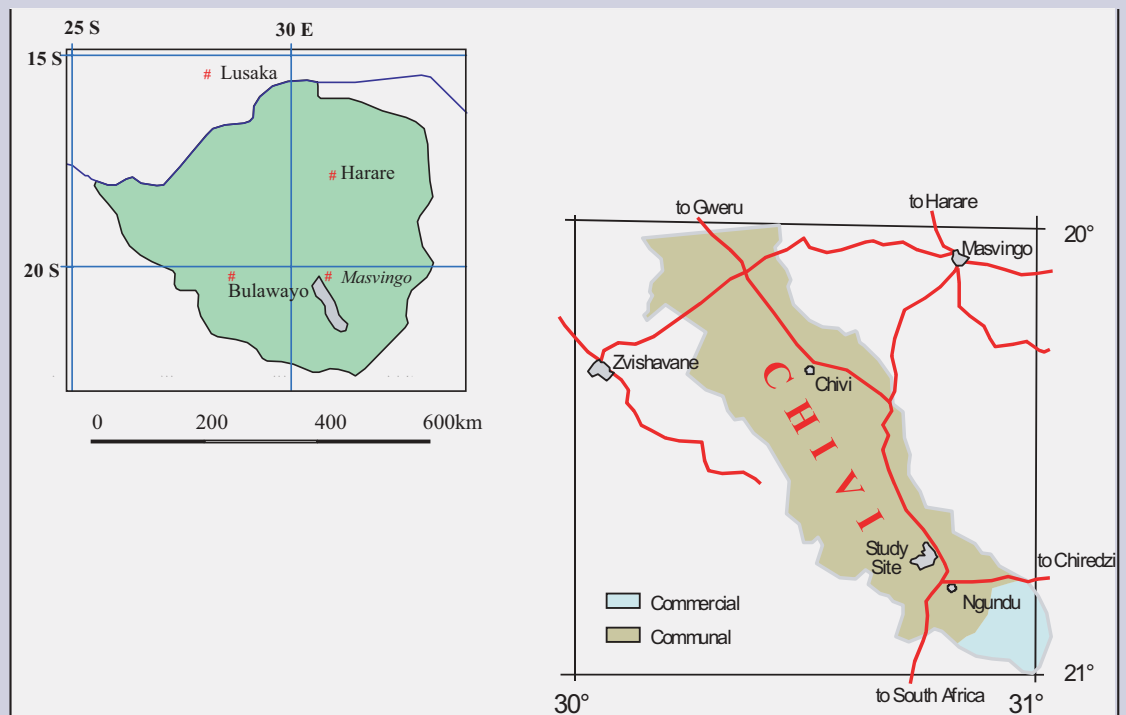 25 S
30 E
15 S
# Lusaka
# Harare
20 S
# #
Masvingo
Bulawayo
0 200 400 600km
to Gweru
to Harare
20°
Masvingo
Zvishavane
Chivi
CHIVI
Study
Site
to Chiredzi
Ngundu
Commercial
Communal
21°
to South Africa
30°
31°